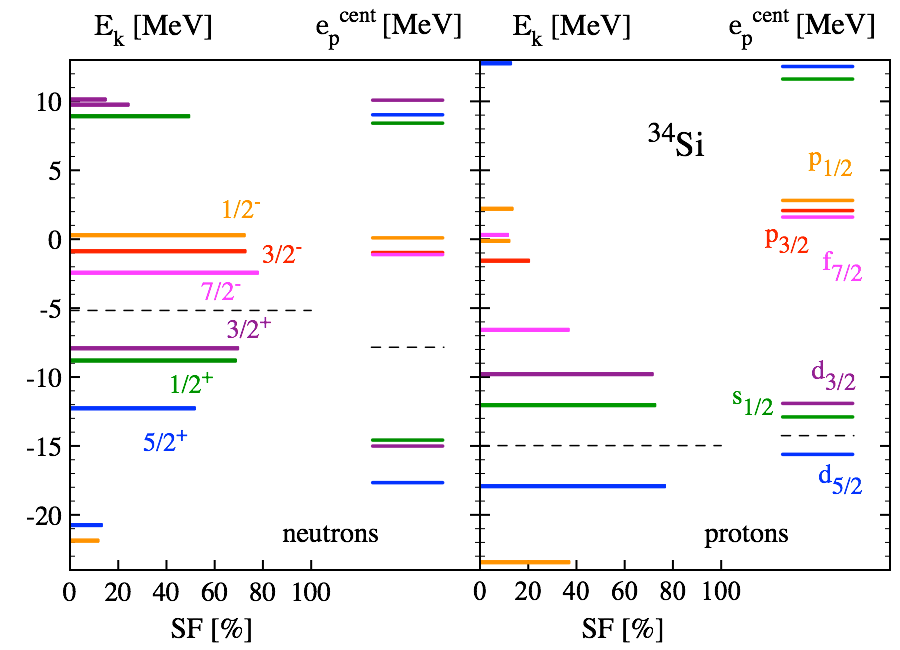 E_k [MeV] e_p^cent [MeV] E_k [MeV] e_p^cent [MeV]
10
5
0
-5
-10
-15
-20
1/2^-
3/2^-
7/2^-
3/2^+
1/2^+
5/2^+
neutrons
^34Si
p_1/2
p_3/2
f_7/2
d_3/2
s_1/2
d_5/2
protons
0 20 40 60 80 100 0 20 40 60 80 100
SF [%] SF [%]